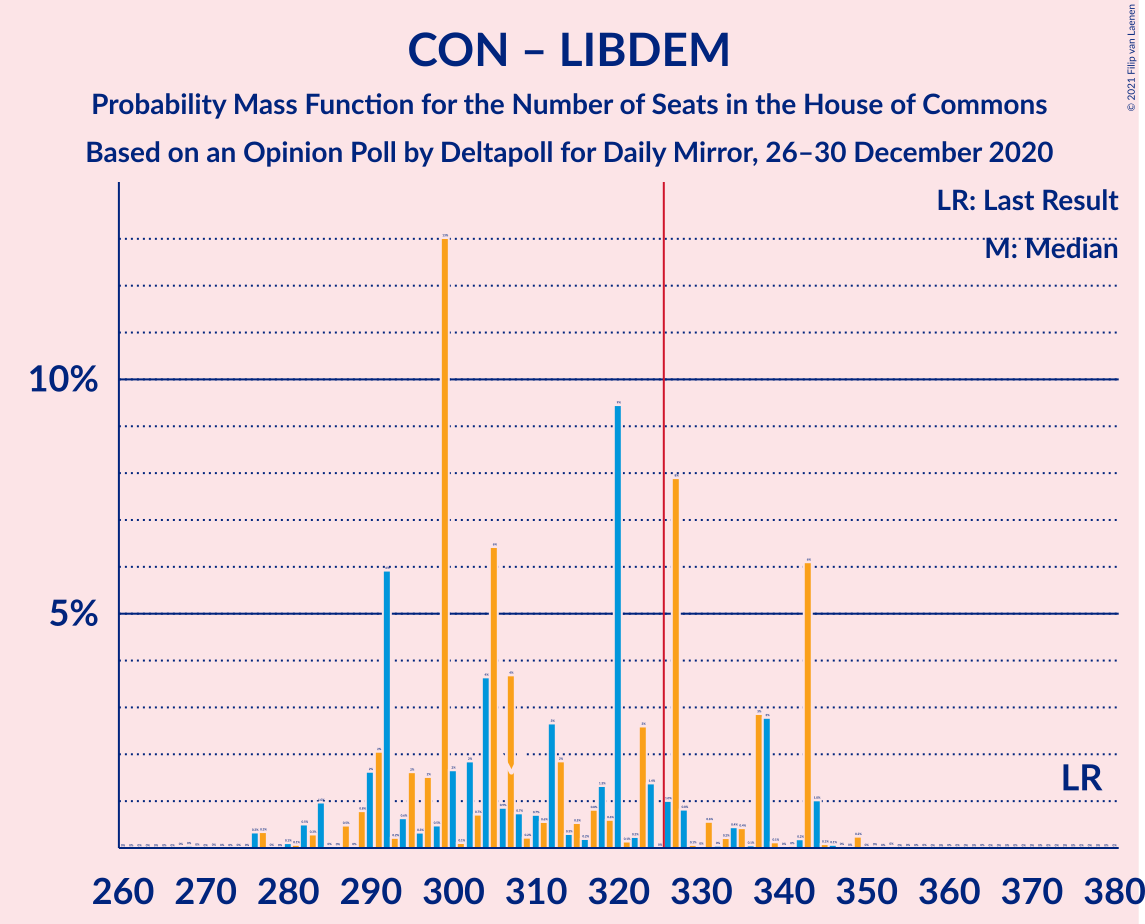 CON – LIBDEM
Probability Mass Function for the Number of Seats in the House of Commons
Based on an Opinion Poll by Deltapoll for Daily Mirror, 26–30 December 2020
© 2021 Filip van Laenen
LR: Last Result
M: Median
10%
5%
LR
260 270 280 290 300 310 320 330 340 350 360 370 380